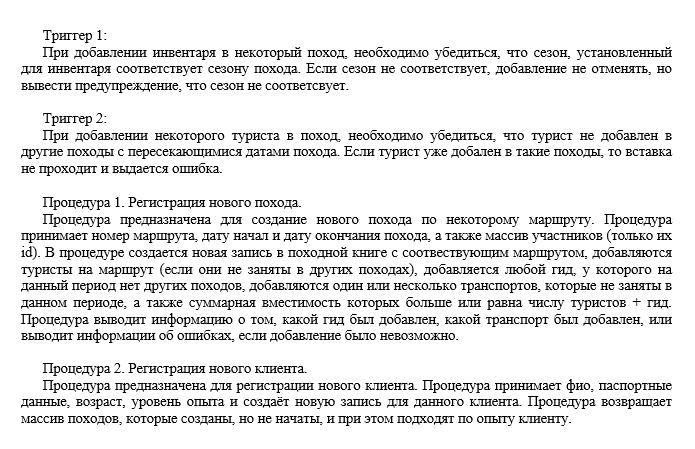 Триггер 1:
При добавлении инвентаря в некоторый поход, необходимо убедиться, что сезон, установленный
для инвентаря соответствует сезону похода. Если сезон не соответствует, добавление не отменять, но
вывести предупреждение, что сезон не соответсвует.
Триггер 2:
При добавлении некоторого туриста в поход, необходимо убедиться, что турист не добавлен в
другие походы с пересекающимися датами похода. Если турист уже добален в такие походы, то вставка
не проходит и выдается ошибка.
Процедура 1. Регистрация нового похода.
Процедура предназначена для создание нового похода по некоторому маршруту. Процедура
принимает номер маршрута, дату начал и дату окончания похода, а также массив участников (только их
id). В процедуре создается новая запись в походной книге с соотвествующим маршрутом, добавляются
туристы на маршрут (если они не заняты в других походах), добавляется любой гид, у которого на
данный период нет других походов, добавляются один или несколько транспортов, которые не заняты в
данном периоде, а также суммарная вместимость которых больше или равна числу туристов + гид.
Процедура выводит информацию о том, какой гид был добавлен, какой транспорт был добавлен, или
выводит информации об ошибках, если добавление было невозможно.
Процедура 2. Регистрация нового клиента.
Процедура предназначена для регистрации нового клиента. Процедура принимает фио, паспортные
данные, возраст, уровень опыта и создаёт новую запись для данного клиента. Процедура возвращает
массив походов, которые созданы, но не начаты, и при этом подходят по опыту клиенту.